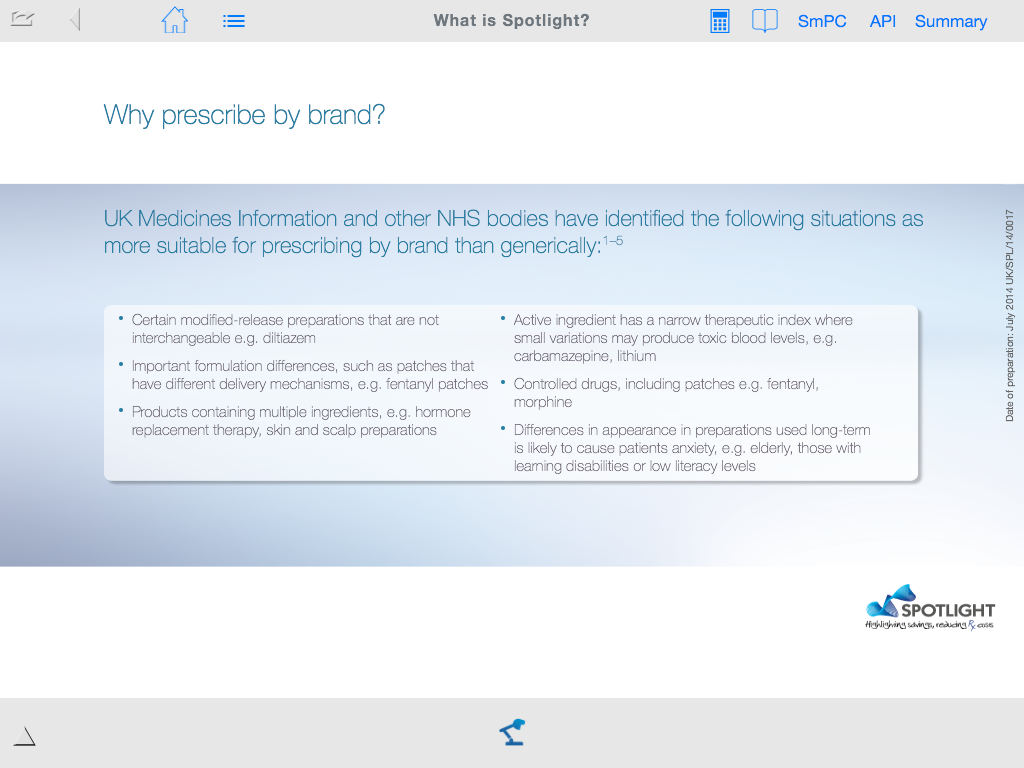 What is Spotlight?
SmPC
API
Summary
Why prescribe by brand?
UK Medicines Information and other NHS bodies have identified the following situations as
more suitable for prescribing by brand than generically:1–5
• Certain modified-release preparations that are not
interchangeable e.g. diltiazem
• Important formulation differences, such as patches that
have different delivery mechanisms, e.g. fentanyl patches
• Products containing multiple ingredients, e.g. hormone
replacement therapy, skin and scalp preparations
• Active ingredient has a narrow therapeutic index where
small variations may produce toxic blood levels, e.g.
carbamazepine, lithium
• Controlled drugs, including patches e.g. fentanyl,
morphine
• Differences in appearance in preparations used long-term
is likely to cause patients anxiety, e.g. elderly, those with
learning disabilities or low literacy levels
Date of preparation: July 2014 UK/SPL/14/0017
SPOTLIGHT
Highlighting savings, reducing Rx costs